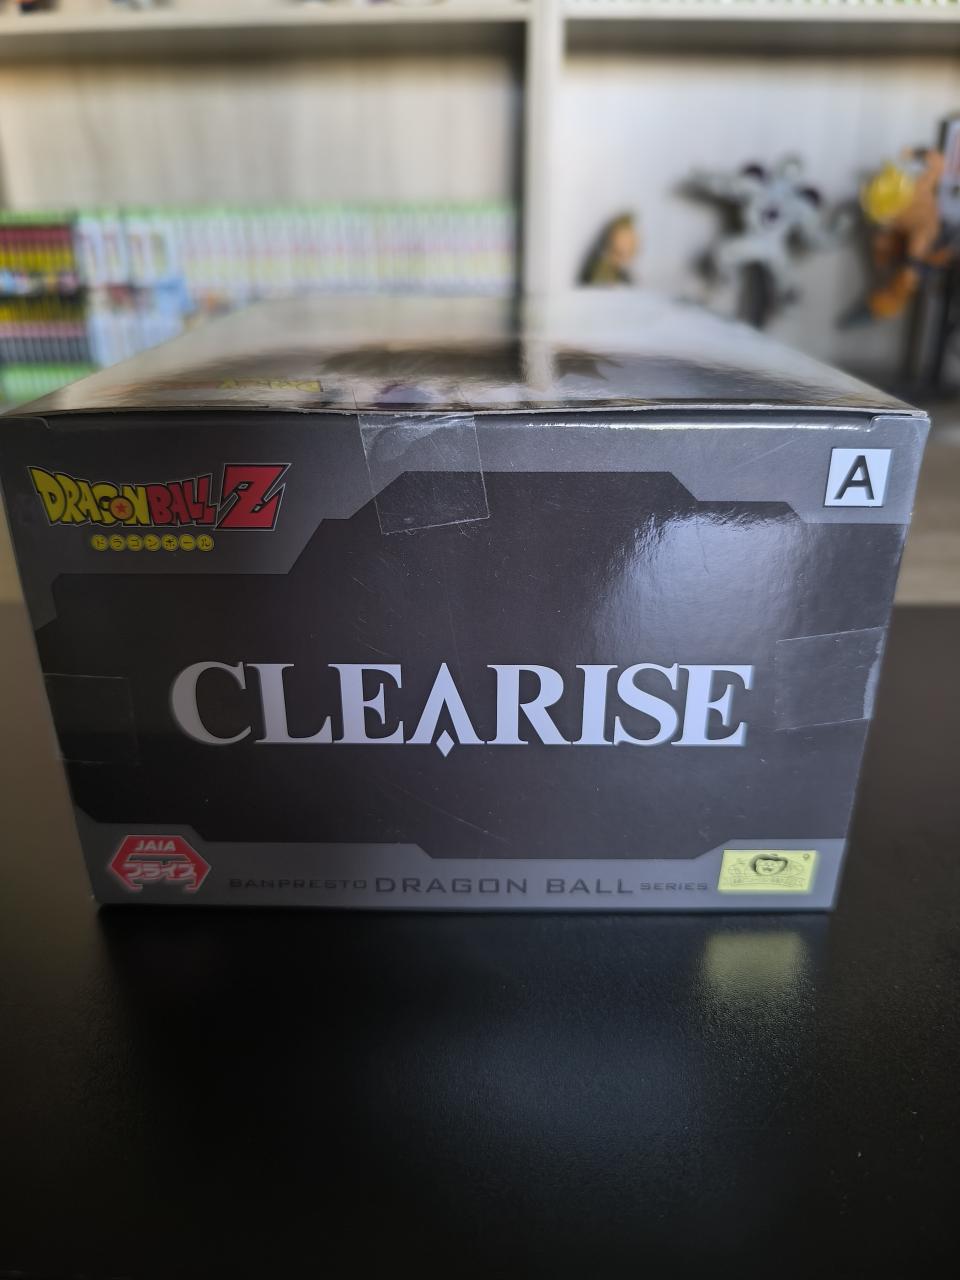 DRAGON BALL Z
ドラゴンボール
A
CLEARISE
JAIA
プライズ
BANPRESTO DRAGON BALL SERIES